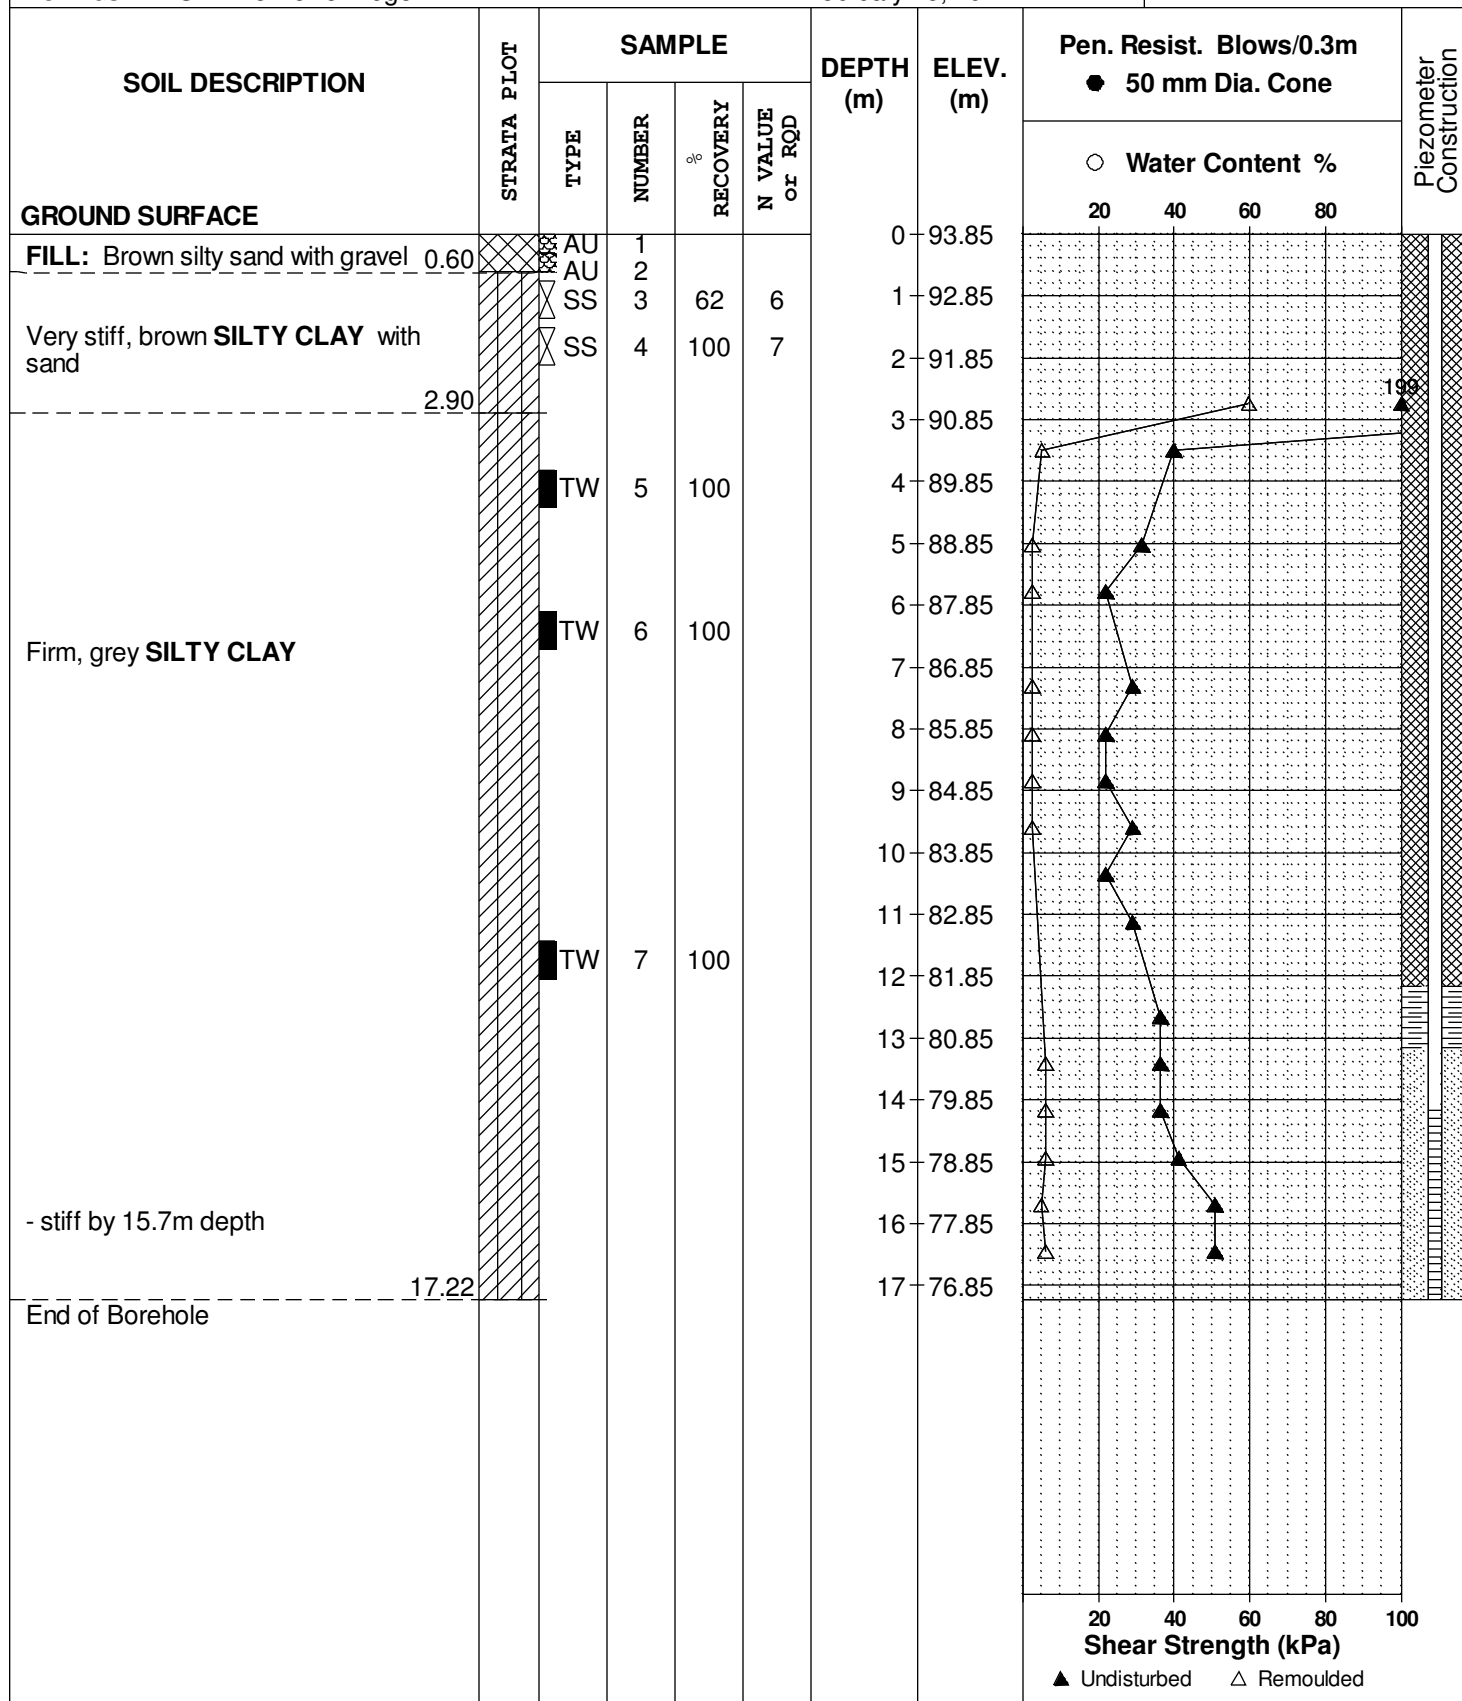 SOIL DESCRIPTION
STRATA PLOT
SAMPLE
TYPE
NUMBER
%
RECOVERY
N VALUE
or RQD
DEPTH
(m)
ELEV.
(m)
Pen. Resist. Blows/0.3m
● 50 mm Dia. Cone
○ Water Content %
Piezometer
Construction
20 40 60 80
GROUND SURFACE
0 93.85
FILL: Brown silty sand with gravel 0.60
AU 1
AU 2
SS 3 62 6
1 92.85
Very stiff, brown SILTY CLAY with
sand
SS 4 100 7
2 91.85
199
2.90
3 90.85
TW 5 100
4 89.85
5 88.85
6 87.85
TW 6 100
Firm, grey SILTY CLAY
7 86.85
8 85.85
9 84.85
10 83.85
11 82.85
TW 7 100
12 81.85
13 80.85
14 79.85
15 78.85
- stiff by 15.7m depth
16 77.85
17.22
17 76.85
End of Borehole
20 40 60 80 100
Shear Strength (kPa)
▲ Undisturbed △ Remoulded